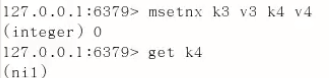 127.0.0.1:6379> msetnx k3 v3 k4 v4
(integer) 0
127.0.0.1:6379> get k4
(nil)